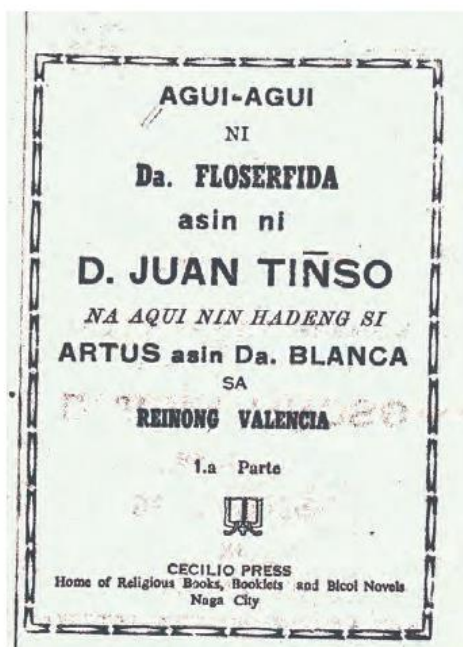 AGUI-AGUI
NI
Da. FLOSERFIDA
asin ni
D. JUAN TIÑSO
NA AQUI NIN HADENG SI
ARTUS asin Da. BLANCA
SA
REINONG VALENCIA
1.a Parte
CECILIO PRESS
Home of Religious Books, Booklets and Bicol Novels
Naga City